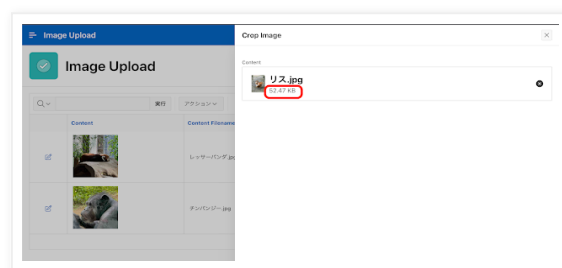 Image Upload
Image Upload
実行
アクション
Content
Content Filename
レッサーパンダ.jpg
チンパンジー.jpg
Crop Image
Content
リス.jpg
52.47 KB